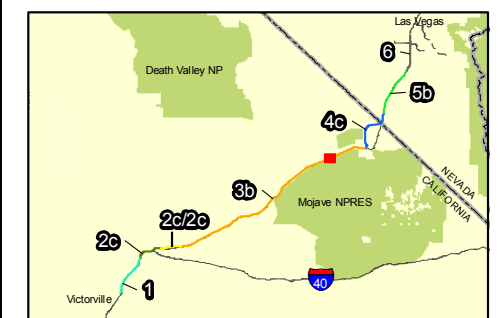 Las Vegas
6
Death Valley NP
5b
4c
NEVADA
CALIFORNIA
3b
Mojave NPRES
2c/2c
2c
40
1
Victorville